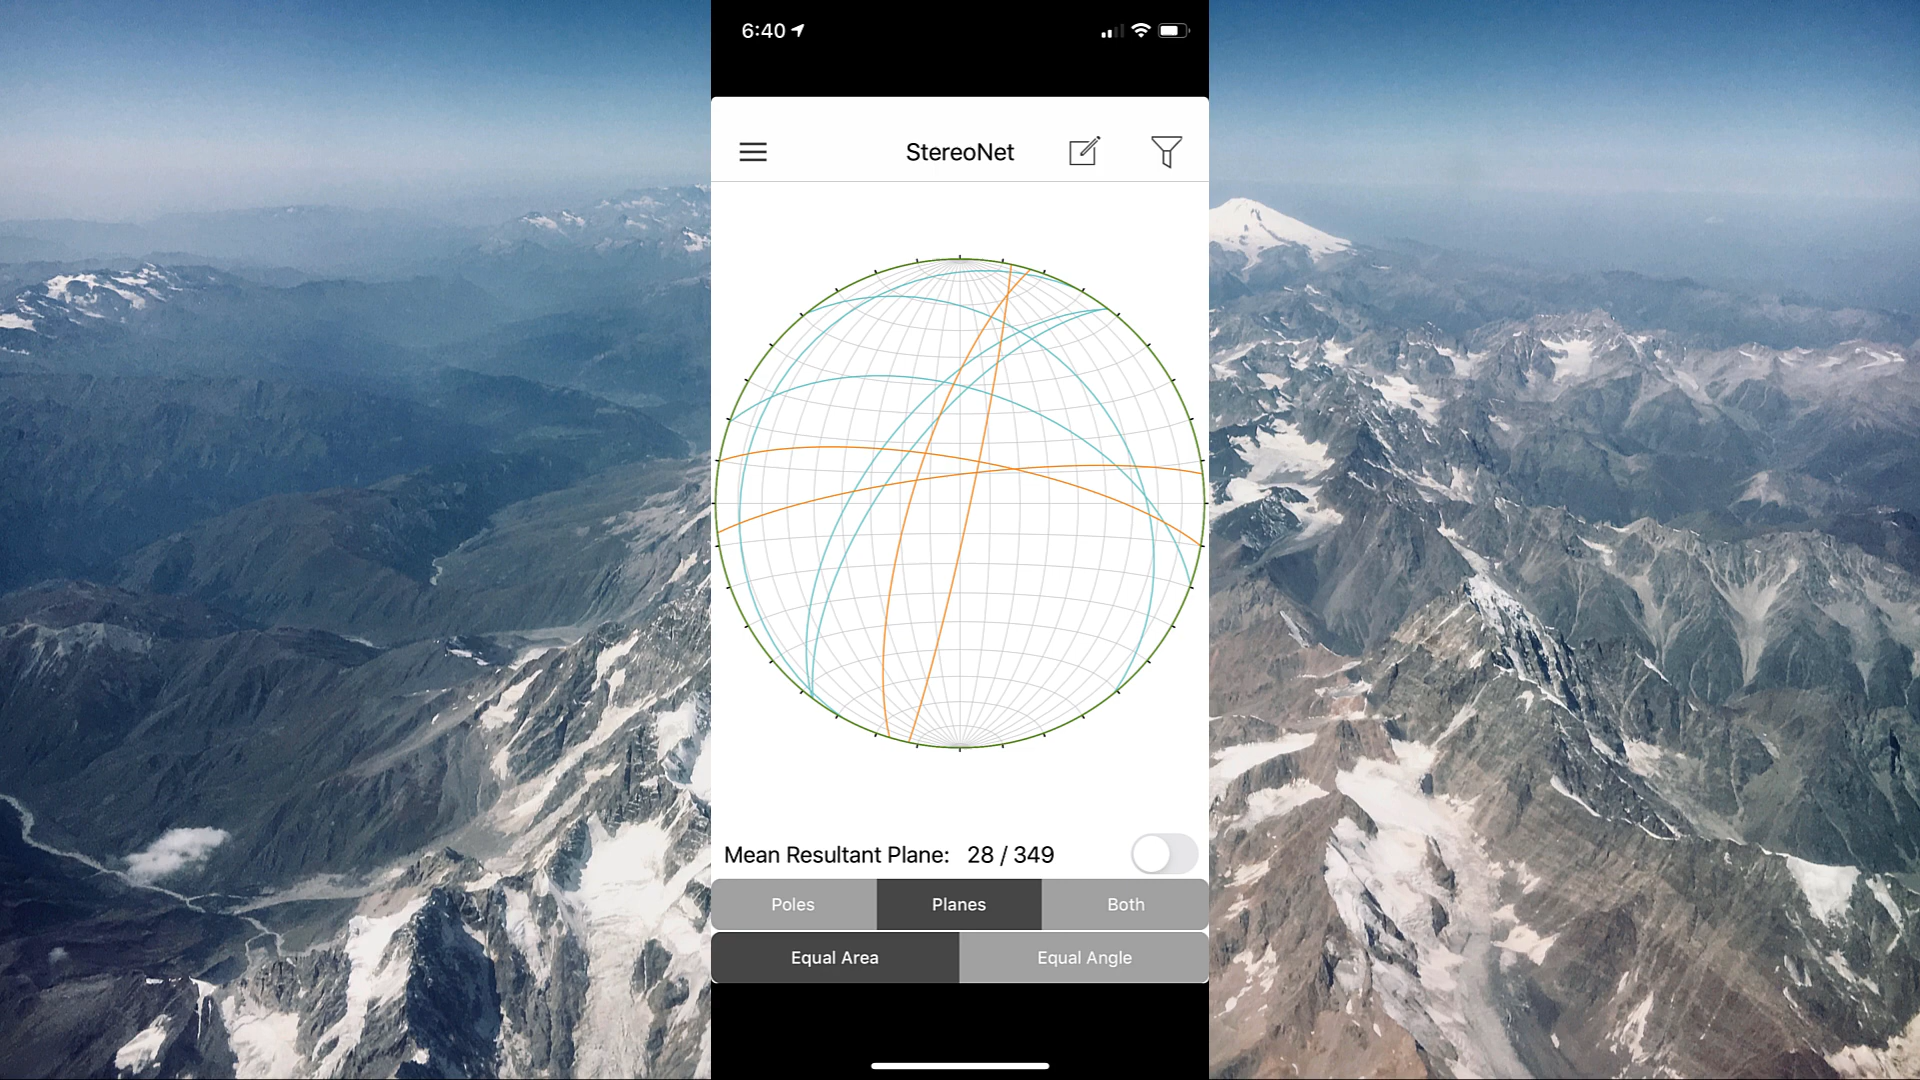 6:40
StereoNet
Mean Resultant Plane: 28 / 349
Poles Planes Both
Equal Area Equal Angle